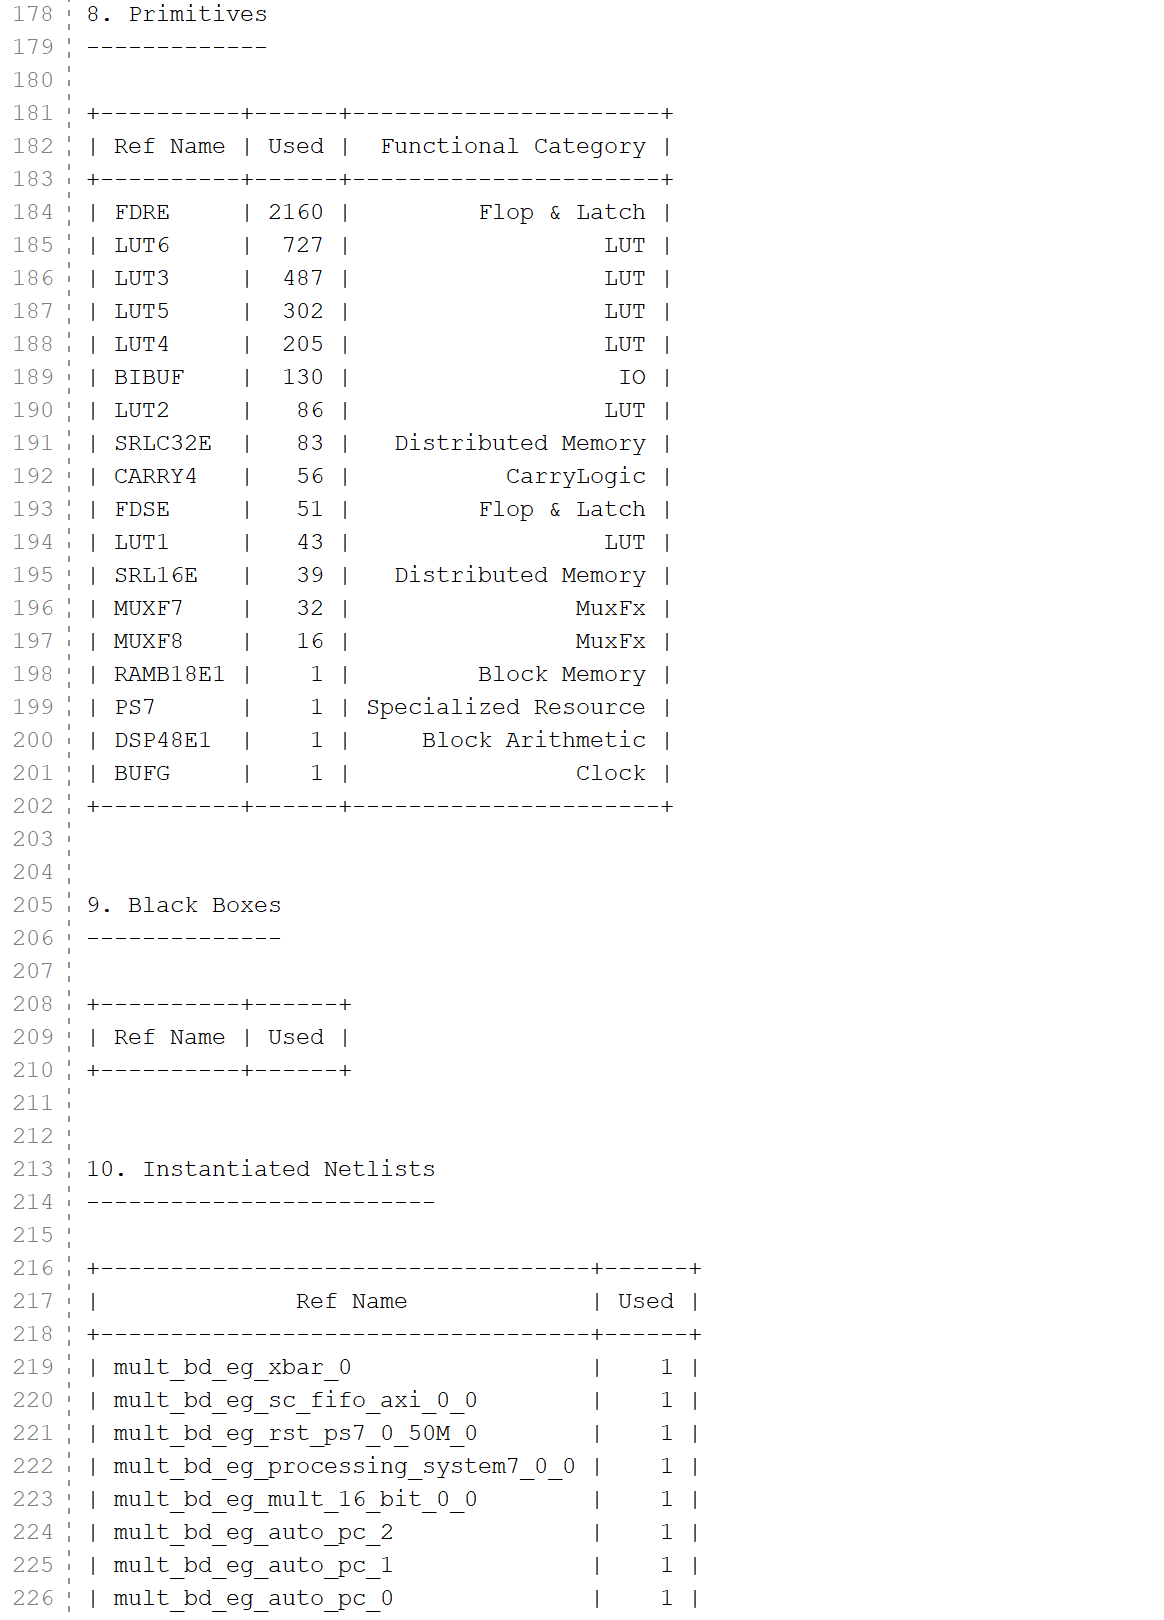 178 8. Primitives
179 -------------
180
181 +----------+------+----------------------+
182 | Ref Name | Used |  Functional Category |
183 +----------+------+----------------------+
184 | FDRE     | 2160 |         Flop & Latch |
185 | LUT6     |  727 |                  LUT |
186 | LUT3     |  487 |                  LUT |
187 | LUT5     |  302 |                  LUT |
188 | LUT4     |  205 |                  LUT |
189 | BIBUF    |  130 |                   IO |
190 | LUT2     |   86 |                  LUT |
191 | SRLC32E  |   83 |   Distributed Memory |
192 | CARRY4   |   56 |           CarryLogic |
193 | FDSE     |   51 |         Flop & Latch |
194 | LUT1     |   43 |                  LUT |
195 | SRL16E   |   39 |   Distributed Memory |
196 | MUXF7    |   32 |                MuxFx |
197 | MUXF8    |   16 |                MuxFx |
198 | RAMB18E1 |    1 |         Block Memory |
199 | PS7      |    1 | Specialized Resource |
200 | DSP48E1  |    1 |     Block Arithmetic |
201 | BUFG     |    1 |                Clock |
202 +----------+------+----------------------+
203
204
205 9. Black Boxes
206 --------------
207
208 +----------+------+
209 | Ref Name | Used |
210 +----------+------+
211
212
213 10. Instantiated Netlists
214 -------------------------
215
216 +-----------------------------------+------+
217 |              Ref Name             | Used |
218 +-----------------------------------+------+
219 | mult_bd_eg_xbar_0                 |    1 |
220 | mult_bd_eg_sc_fifo_axi_0_0        |    1 |
221 | mult_bd_eg_rst_ps7_0_50M_0        |    1 |
222 | mult_bd_eg_processing_system7_0_0 |    1 |
223 | mult_bd_eg_mult_16_bit_0_0        |    1 |
224 | mult_bd_eg_auto_pc_2              |    1 |
225 | mult_bd_eg_auto_pc_1              |    1 |
226 | mult_bd_eg_auto_pc_0              |    1 |